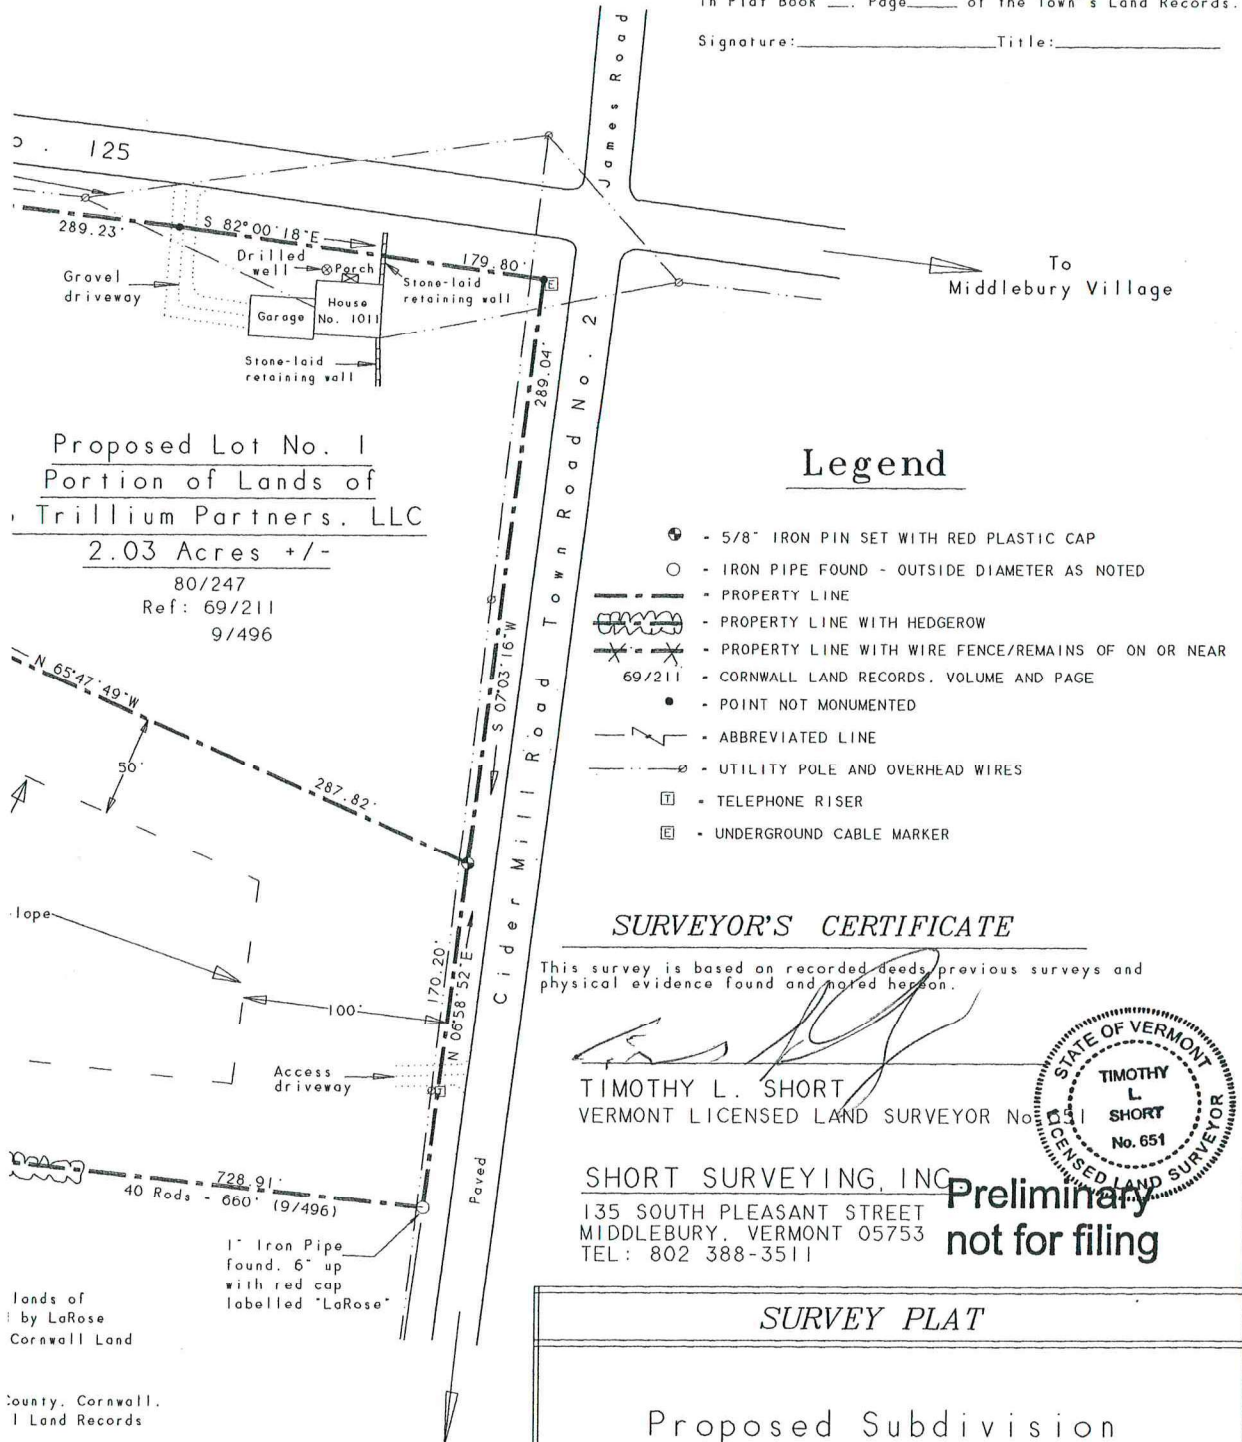 In Plat Book ___. Page_____ of the Town's Land Records.
Signature:____________________Title:_________________
James Road
125
289.23'
S 82°00'18"E
179.80'
Drilled
well
Porch
Gravel
driveway
Stone-laid
retaining wall
Garage
House
No. 1011
Stone-laid
retaining wall
E
To
Middlebury Village
289.04'
S 07°03'16"W
Cider Mill Road Town Road No. 2
Proposed Lot No. 1
Portion of Lands of
Trillium Partners. LLC
2.03 Acres +/-
80/247
Ref: 69/211
9/496
N 65°47'49"W
50'
287.82'
Legend
- 5/8" IRON PIN SET WITH RED PLASTIC CAP
- IRON PIPE FOUND - OUTSIDE DIAMETER AS NOTED
- PROPERTY LINE
- PROPERTY LINE WITH HEDGEROW
- PROPERTY LINE WITH WIRE FENCE/REMAINS OF ON OR NEAR
69/211 - CORNWALL LAND RECORDS. VOLUME AND PAGE
- POINT NOT MONUMENTED
- ABBREVIATED LINE
- UTILITY POLE AND OVERHEAD WIRES
T - TELEPHONE RISER
E - UNDERGROUND CABLE MARKER
lope
100'
170.20'
N 06°58'52"E
Access
driveway
T
728.91'
40 Rods - 660' (9/496)
Paved
1" Iron Pipe
found. 6" up
with red cap
labelled "LaRose"
SURVEYOR'S CERTIFICATE
This survey is based on recorded deeds, previous surveys and
physical evidence found and noted hereon.
TIMOTHY L. SHORT
VERMONT LICENSED LAND SURVEYOR No. 651
STATE OF VERMONT
TIMOTHY
L.
SHORT
No. 651
LICENSED LAND SURVEYOR
SHORT SURVEYING, INC.
135 SOUTH PLEASANT STREET
MIDDLEBURY, VERMONT 05753
TEL: 802 388-3511
Preliminary
not for filing
lands of
by LaRose
Cornwall Land
County. Cornwall.
Land Records
SURVEY PLAT
Proposed Subdivision